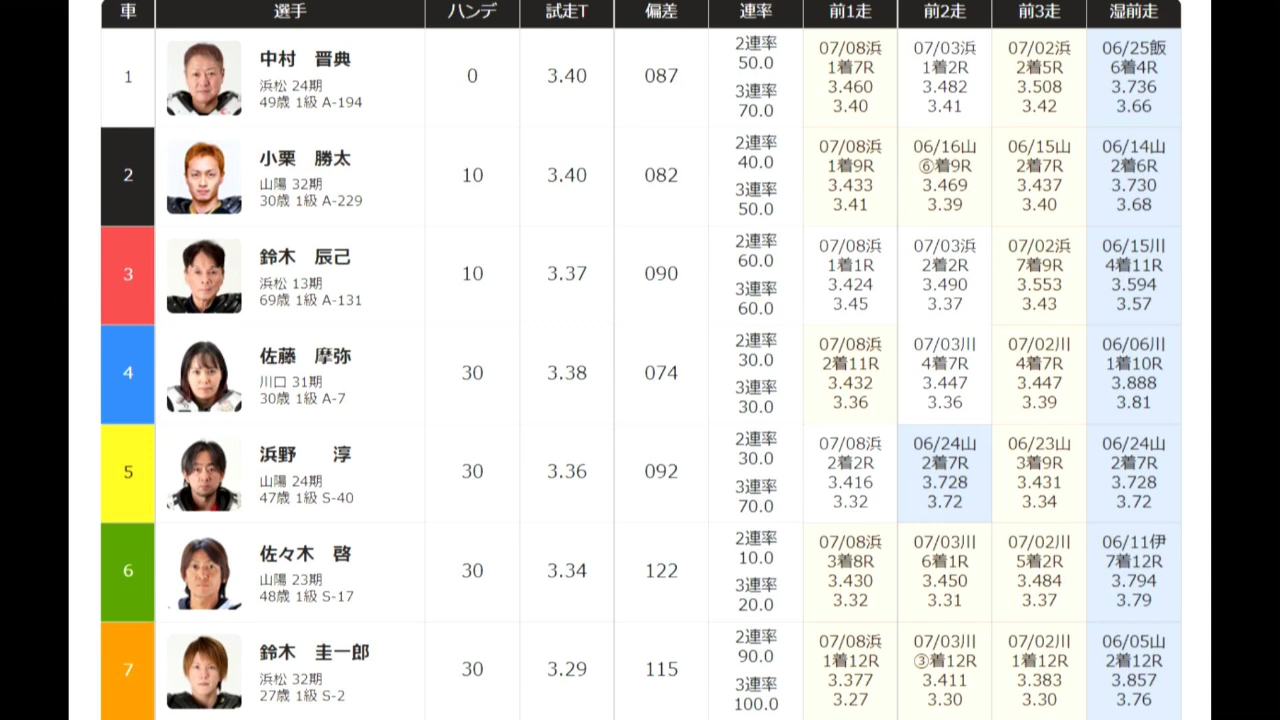 車 選手 ハンデ 試走T 偏差 連率 前1走 前2走 前3走 湿前走
1 中村 晋典 浜松 24期 49歳 1級 A-194 0 3.40 087 2連率 50.0 3連率 70.0 07/08浜 1着7R 3.460 3.40 07/03浜 1着2R 3.482 3.41 07/02浜 2着5R 3.508 3.42 06/25飯 6着4R 3.736 3.66
2 小栗 勝太 山陽 32期 30歳 1級 A-229 10 3.40 082 2連率 40.0 3連率 50.0 07/08浜 1着9R 3.433 3.41 06/16山 ⑥着9R 3.469 3.39 06/15山 2着7R 3.437 3.40 06/14山 2着6R 3.730 3.68
3 鈴木 辰己 浜松 13期 69歳 1級 A-131 10 3.37 090 2連率 60.0 3連率 60.0 07/08浜 1着1R 3.424 3.45 07/03浜 2着2R 3.490 3.37 07/02浜 7着9R 3.553 3.43 06/15川 4着11R 3.594 3.57
4 佐藤 摩弥 川口 31期 30歳 1級 A-7 30 3.38 074 2連率 30.0 3連率 30.0 07/08浜 2着11R 3.432 3.36 07/03川 4着7R 3.447 3.36 07/02川 4着7R 3.447 3.39 06/06川 1着10R 3.888 3.81
5 浜野 淳 山陽 24期 47歳 1級 S-40 30 3.36 092 2連率 30.0 3連率 70.0 07/08浜 2着2R 3.416 3.32 06/24山 2着7R 3.728 3.72 06/23山 3着9R 3.431 3.34 06/24山 2着7R 3.728 3.72
6 佐々木 啓 山陽 23期 48歳 1級 S-17 30 3.34 122 2連率 10.0 3連率 20.0 07/08浜 3着8R 3.430 3.32 07/03川 6着1R 3.450 3.31 07/02川 5着2R 3.484 3.37 06/11伊 7着12R 3.794 3.79
7 鈴木 圭一郎 浜松 32期 27歳 1級 S-2 30 3.29 115 2連率 90.0 3連率 100.0 07/08浜 1着12R 3.377 3.27 07/03川 ③着12R 3.411 3.30 07/02川 1着12R 3.383 3.30 06/05山 2着12R 3.857 3.76